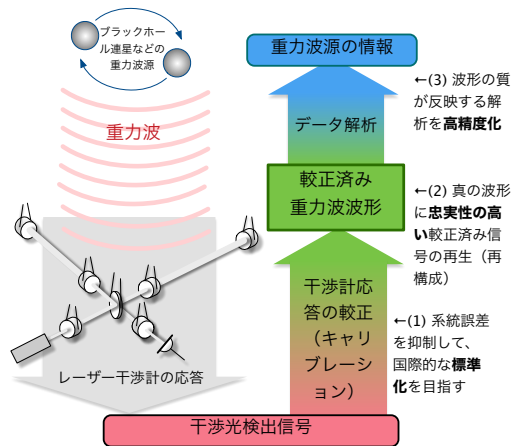 ブラックホー
ル連星などの
重力波源
重力波
レーザー干渉計の応答
干渉光検出信号
重力波源の情報
データ解析
較正済み
重力波波形
干渉計応
答の較正
（キャリ
ブレーシ
ョン）
←(3) 波形の質
が反映する解
析を高精度化
←(2) 真の波形
に忠実性の高
い較正済み信
号の再生（再
構成）
←(1) 系統誤差
を抑制して、
国際的な標準
化を目指す